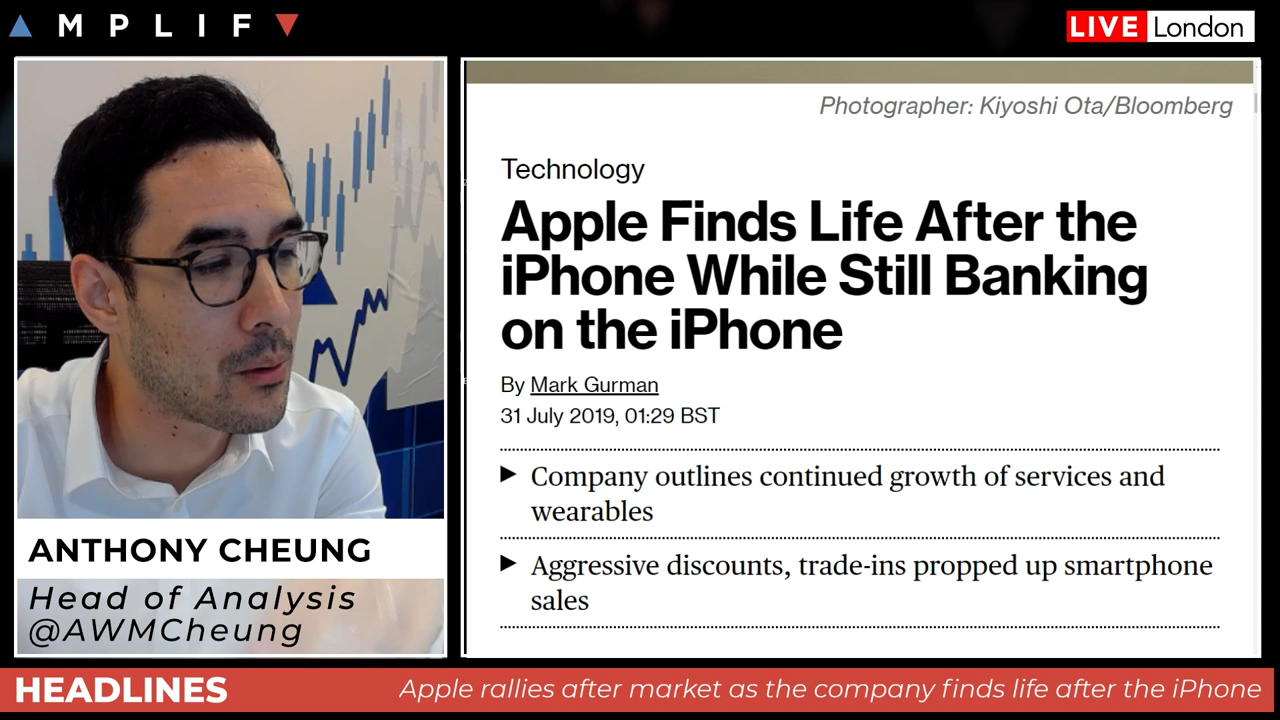 AMPLIFY
LIVE London
Photographer: Kiyoshi Ota/Bloomberg
Technology
Apple Finds Life After the
iPhone While Still Banking
on the iPhone
By Mark Gurman
31 July 2019, 01:29 BST
Company outlines continued growth of services and
wearables
Aggressive discounts, trade-ins propped up smartphone
sales
ANTHONY CHEUNG
Head of Analysis
@AWMCheung
HEADLINES
Apple rallies after market as the company finds life after the iPhone